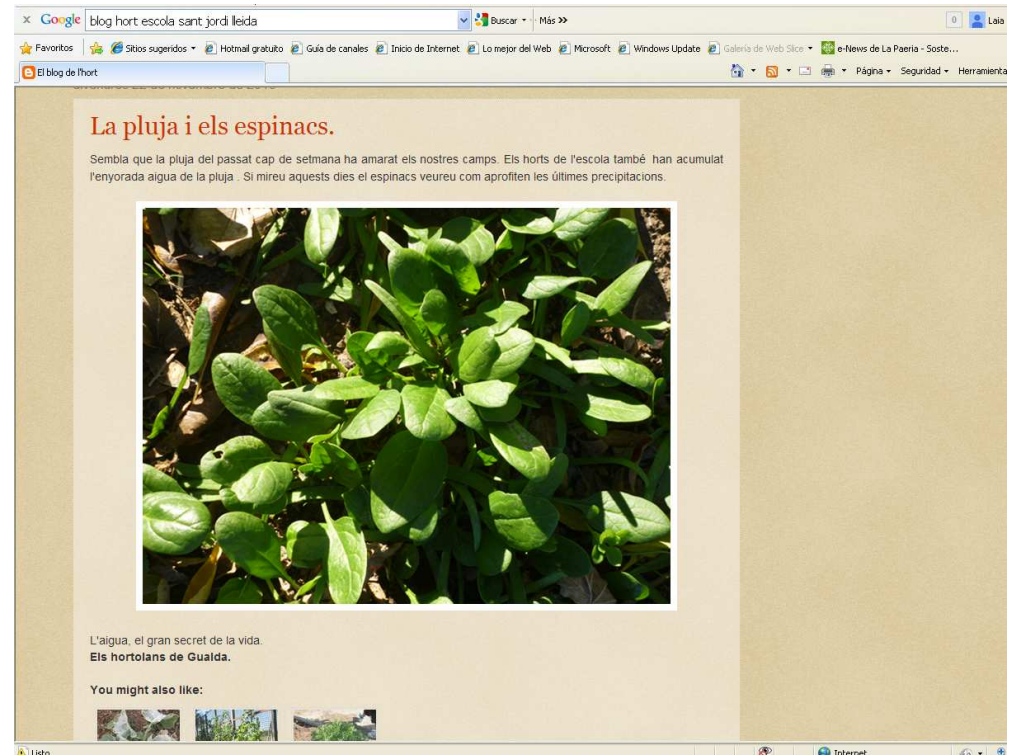 x Google blog hort escola sant jordi lleida Buscar Más >> 0 Laia
Favoritos Sitios sugeridos Hotmail gratuito Guía de canales Inicio de Internet Lo mejor del Web Microsoft Windows Update Galería de Web Slice e-News de La Paeria - Soste...
El blog de l'hort Página Seguridad Herramienta
La pluja i els espinacs.
Sembla que la pluja del passat cap de setmana ha amarat els nostres camps. Els horts de l'escola també han acumulat
l'enyorada aigua de la pluja . Si mireu aquests dies el espinacs veureu com aprofiten les últimes precipitacions.
L'aigua, el gran secret de la vida.
Els hortolans de Gualda.
You might also like:
Listo Internet